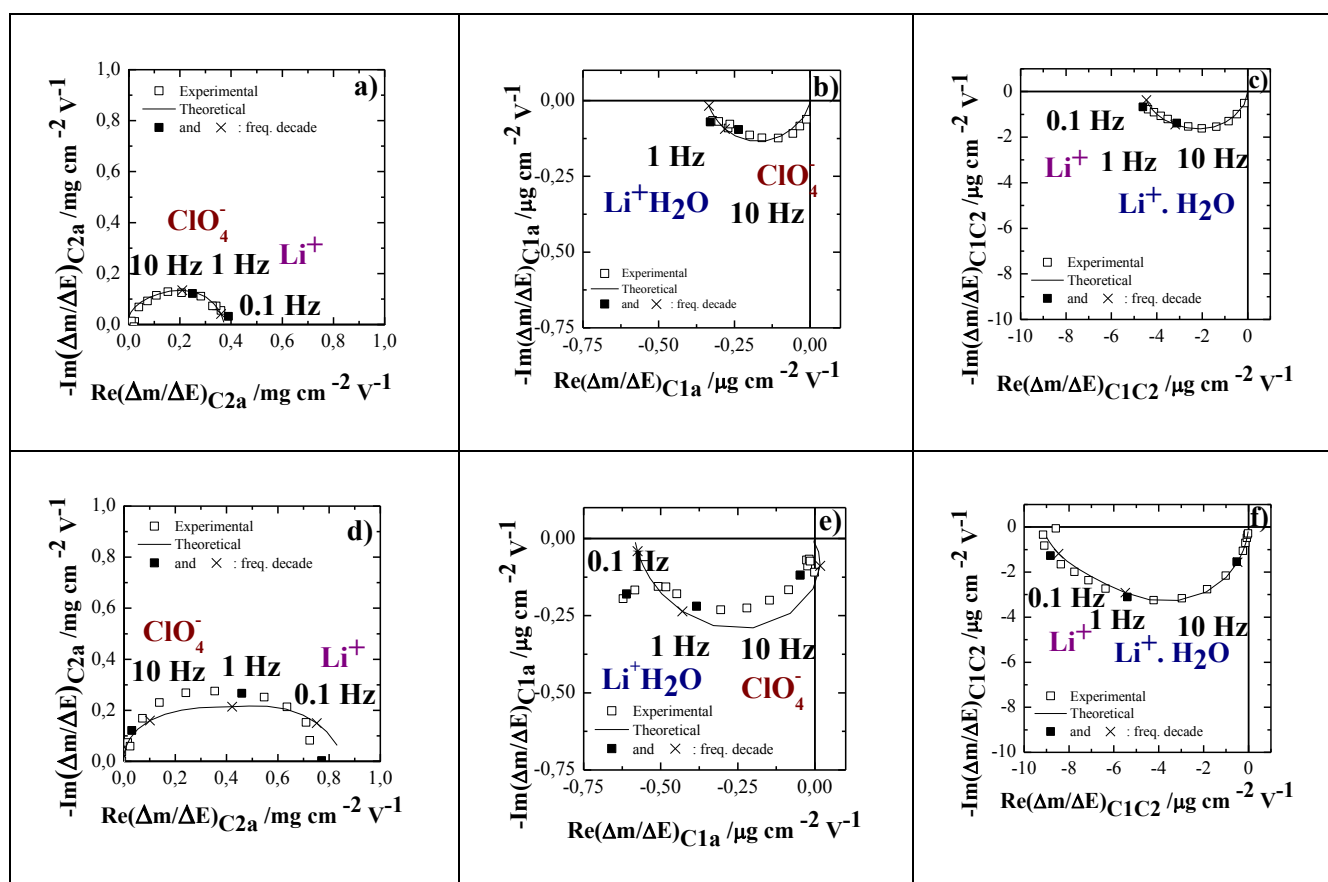 a)
-Im(Δm/ΔE)C2a /mg cm -2 V-1
1,0
0,8
0,6
0,4
0,2
0,0
Experimental
Theoretical
and × : freq. decade
ClO4-
10 Hz 1 Hz Li+
0.1 Hz
0,0 0,2 0,4 0,6 0,8 1,0
Re(Δm/ΔE)C2a /mg cm -2 V-1
b)
-Im(Δm/ΔE)C1a /μg cm -2 V-1
0,00
-0,25
-0,50
-0,75
1 Hz
ClO4-
Li+H2O
10 Hz
Experimental
Theoretical
and × : freq. decade
-0,75 -0,50 -0,25 0,00
Re(Δm/ΔE)C1a /μg cm -2 V-1
c)
-Im(Δm/ΔE)C1C2 /μg cm -2 V-1
0
-2
-4
-6
-8
-10
0.1 Hz
Li+ 1 Hz 10 Hz
Li+. H2O
Experimental
Theoretical
and × : freq. decade
-10 -8 -6 -4 -2 0
Re(Δm/ΔE)C1C2 /μg cm -2 V-1
d)
-Im(Δm/ΔE)C2a /mg cm -2 V-1
1,0
0,8
0,6
0,4
0,2
0,0
Experimental
Theoretical
and × : freq. decade
ClO4-
10 Hz 1 Hz Li+
0.1 Hz
0,0 0,2 0,4 0,6 0,8 1,0
Re(Δm/ΔE)C2a /mg cm -2 V-1
e)
-Im(Δm/ΔE)C1a /μg cm -2 V-1
0,00
-0,25
-0,50
-0,75
0.1 Hz
1 Hz 10 Hz
Li+H2O ClO4-
Experimental
Theoretical
and × : freq. decade
-0,75 -0,50 -0,25 0,00
Re(Δm/ΔE)C1a /μg cm -2 V-1
f)
-Im(Δm/ΔE)C1C2 /μg cm -2 V-1
0
-2
-4
-6
-8
-10
0.1 Hz
1 Hz 10 Hz
Li+ Li+. H2O
Experimental
Theoretical
and × : freq. decade
-10 -8 -6 -4 -2 0
Re(Δm/ΔE)C1C2 /μg cm -2 V-1